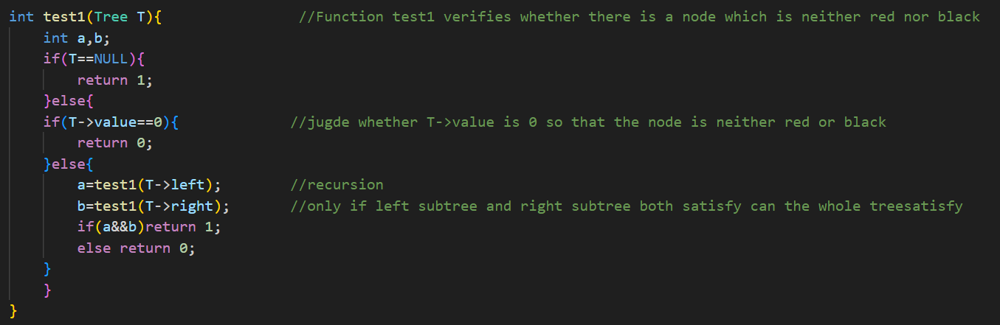 int test1(Tree T){                //Function test1 verifies whether there is a node which is neither red nor black
    int a,b;
    if(T==NULL){
        return 1;
    }else{
    if(T->value==0){             //jugde whether T->value is 0 so that the node is neither red or black
        return 0;
    }else{
        a=test1(T->left);        //recursion
        b=test1(T->right);       //only if left subtree and right subtree both satisfy can the whole treesatisfy
        if(a&&b)return 1;
        else return 0;
    }
    }
}